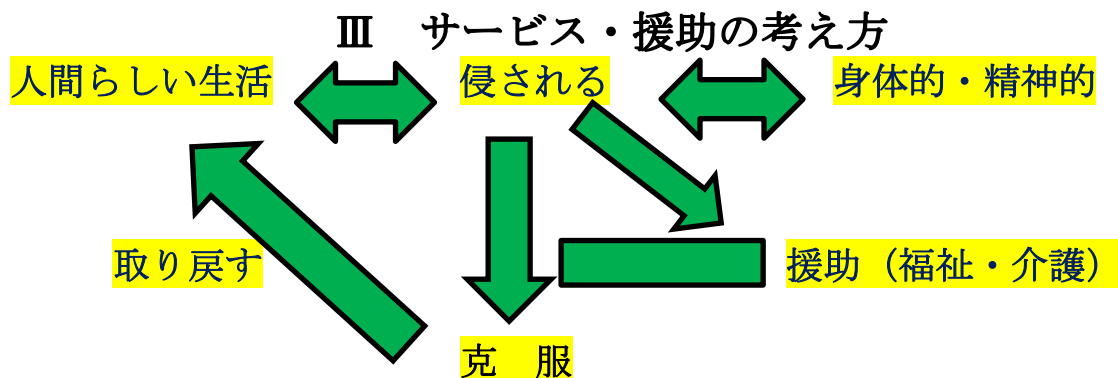 Ⅲ　サービス・援助の考え方
人間らしい生活　侵される　身体的・精神的
取り戻す　援助（福祉・介護）
克　服